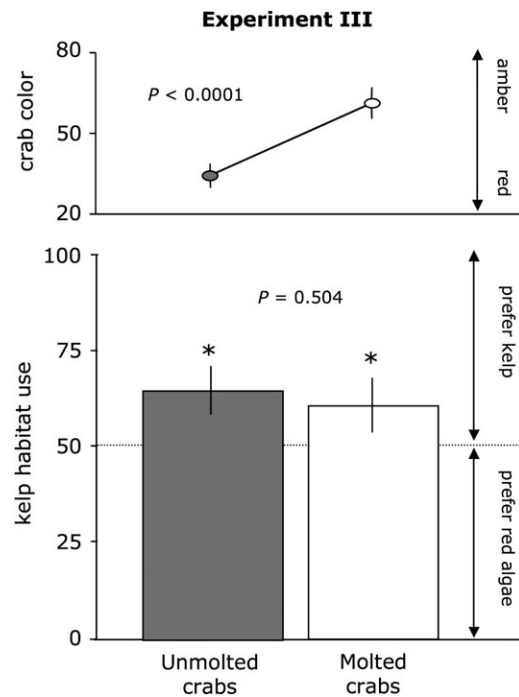 Experiment III
80
50
20
crab color
P < 0.0001
amber
red
100
75
50
25
0
kelp habitat use
P = 0.504
*
*
prefer kelp
prefer red algae
Unmolted
crabs
Molted
crabs